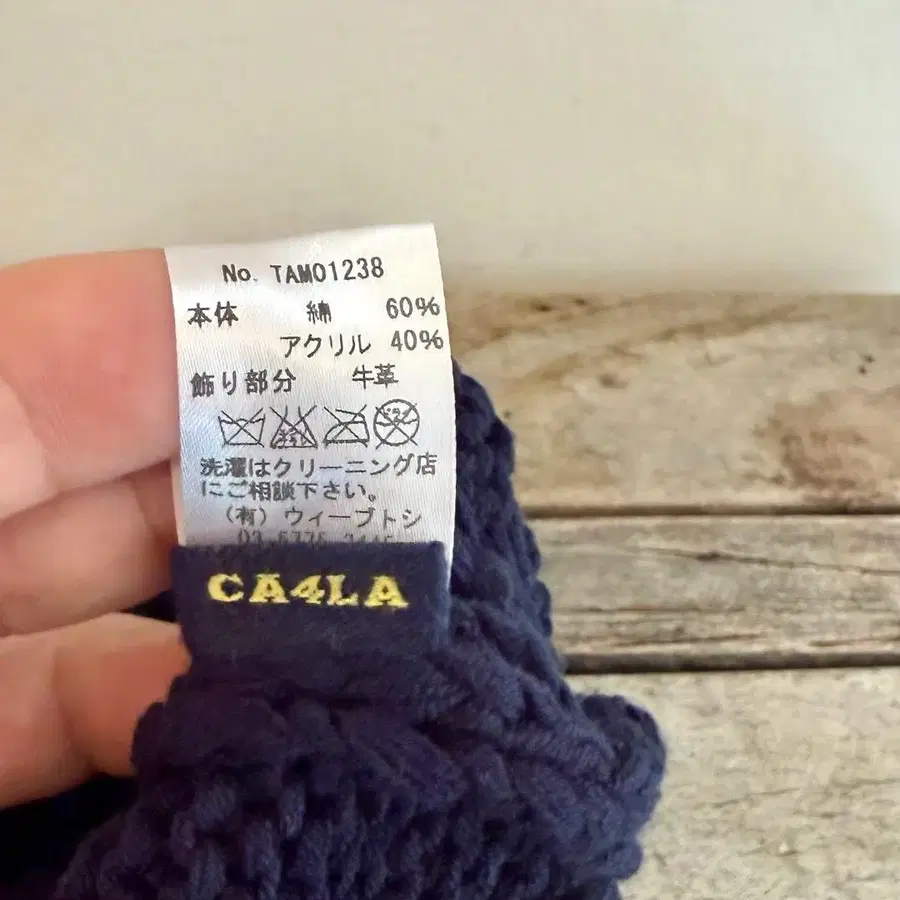 No. TAM01238
本体 綿 60%
アクリル 40%
飾り部分 牛革
洗濯はクリーニング店
にご相談下さい。
(有) ウィーブトシ
CA4LA